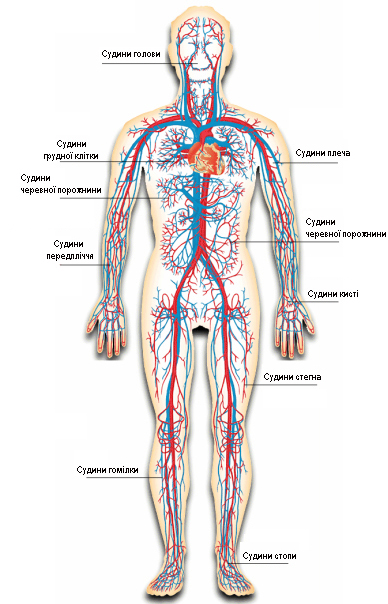 Судини голови
Судини
грудної клітки
Судини плеча
Судини
черевної порожнини
Судини
черевної порожнини
Судини
передпліччя
Судини кисті
Судини стегна
Судини гомілки
Судини стопи